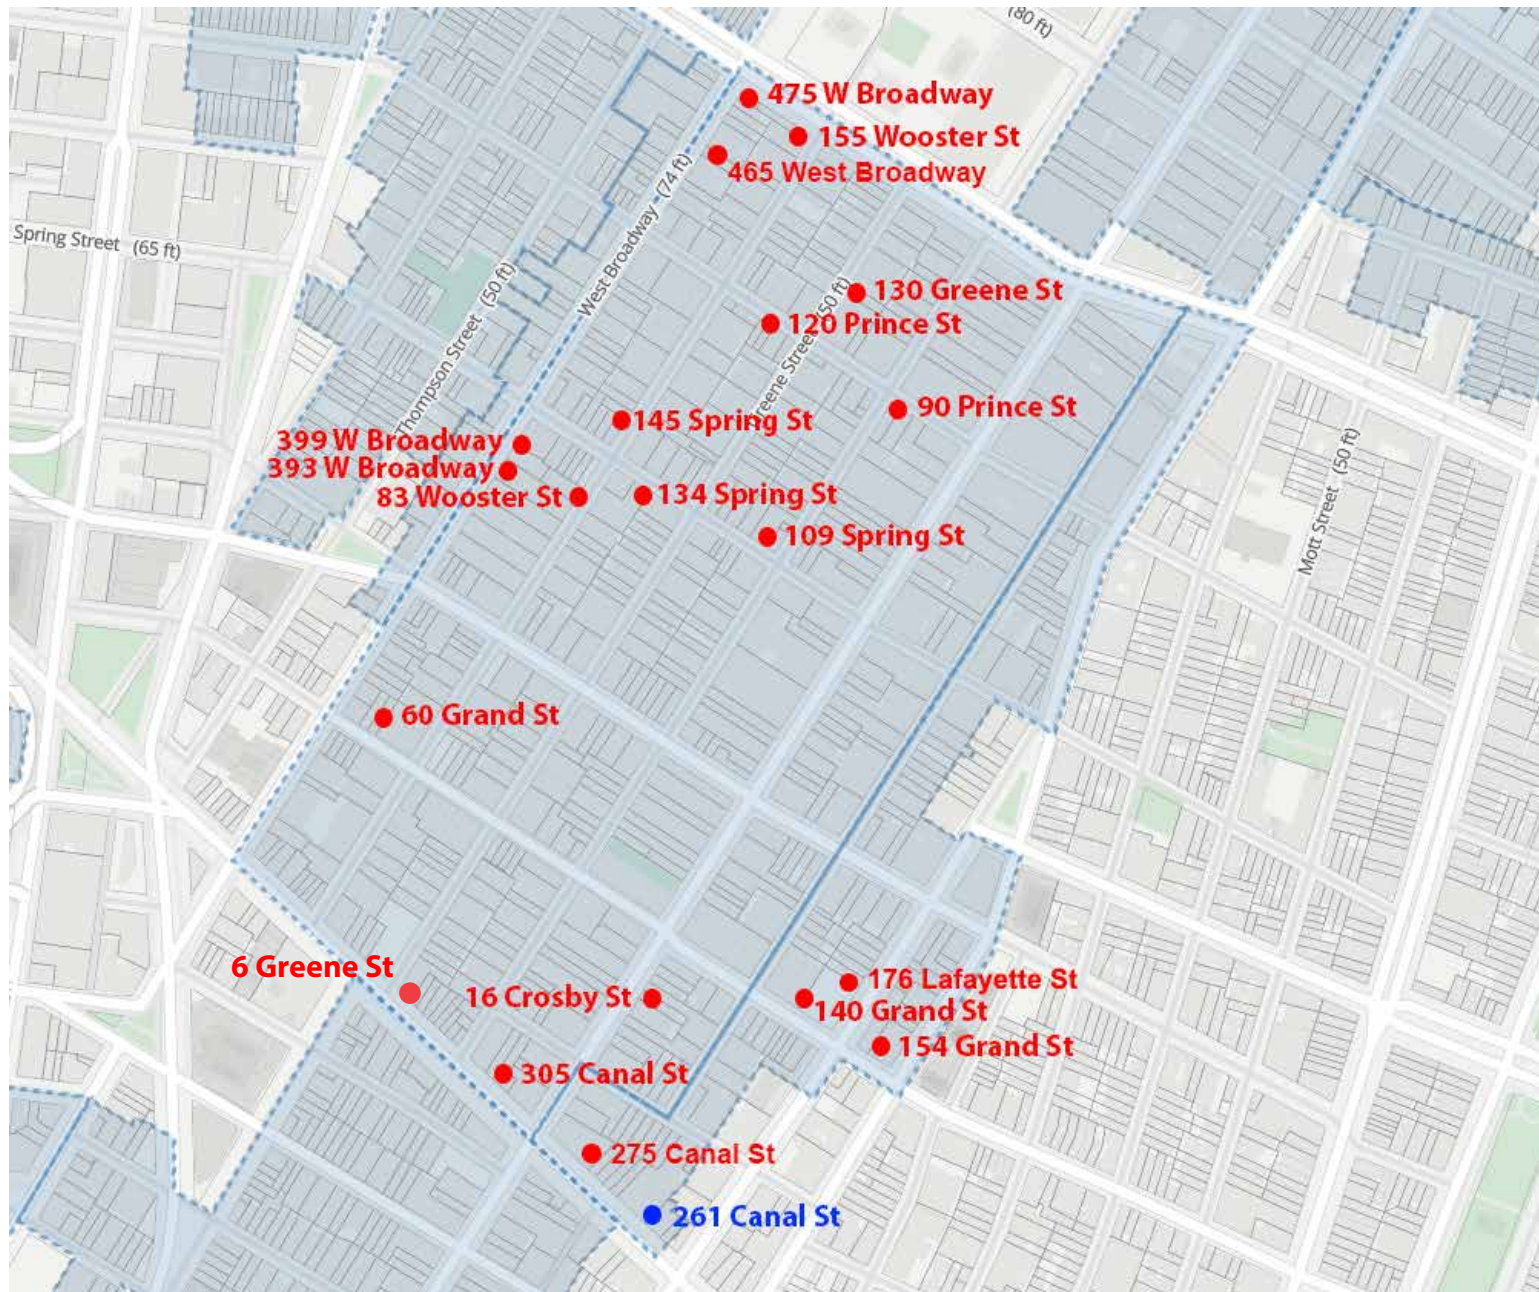 (80 ft)
475 W Broadway
155 Wooster St
465 West Broadway
West Broadway (74 ft)
Spring Street (65 ft)
Thompson Street (50 ft)
130 Greene St
120 Prince St
Greene Street (50 ft)
90 Prince St
145 Spring St
399 W Broadway
393 W Broadway
83 Wooster St
134 Spring St
109 Spring St
Mott Street (50 ft)
60 Grand St
6 Greene St
16 Crosby St
176 Lafayette St
140 Grand St
154 Grand St
305 Canal St
275 Canal St
261 Canal St